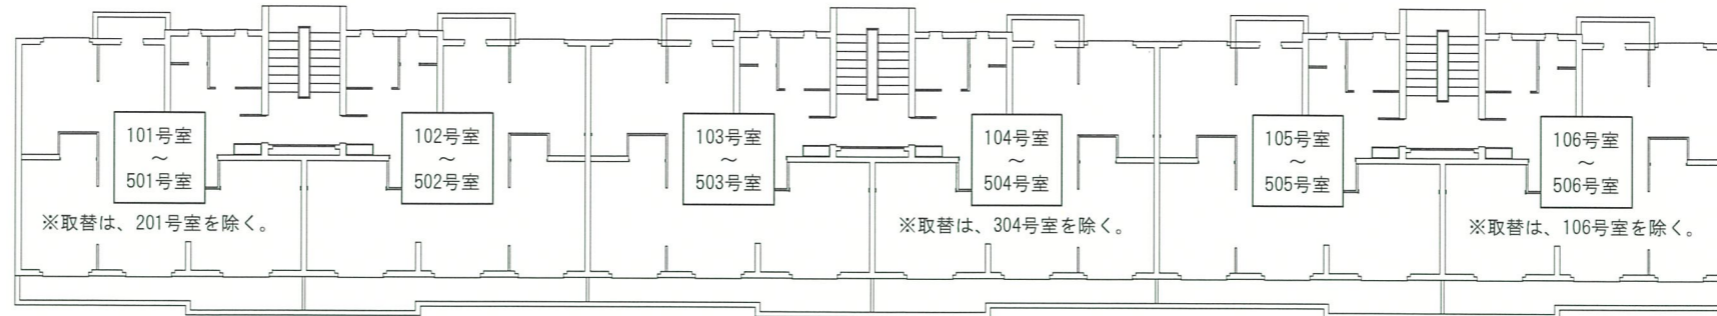 101号室
～
501号室
102号室
～
502号室
103号室
～
503号室
104号室
～
504号室
105号室
～
505号室
106号室
～
506号室
※取替は、201号室を除く。
※取替は、304号室を除く。
※取替は、106号室を除く。